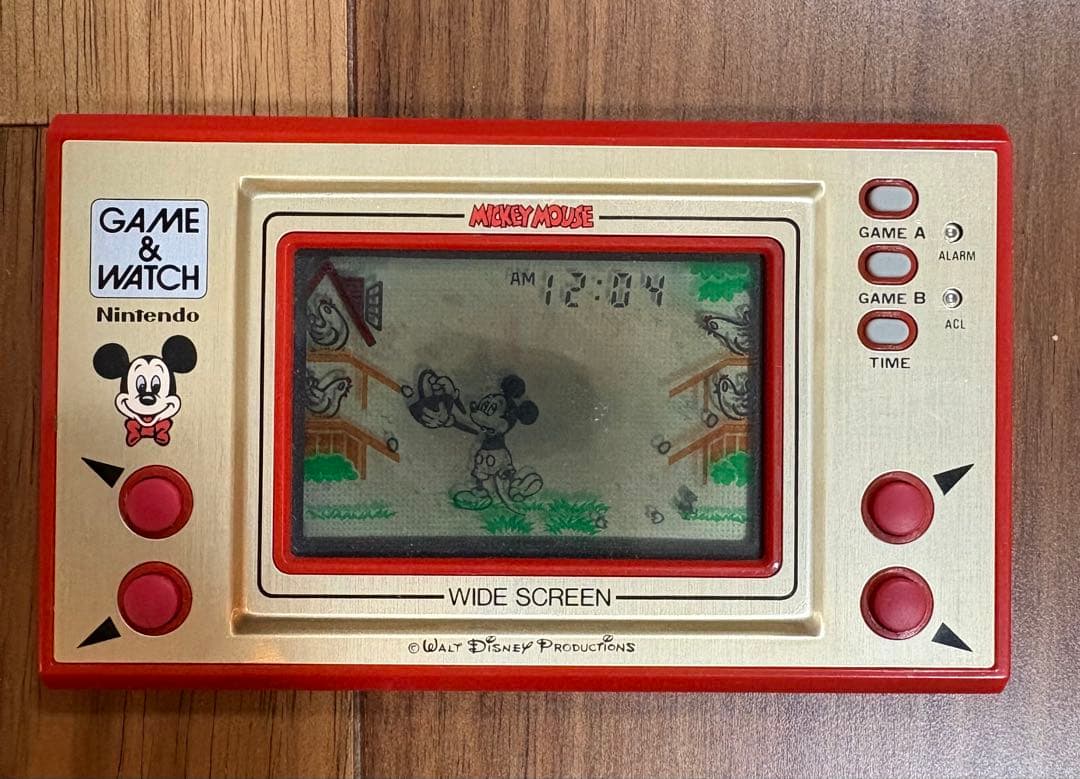 GAME
&
WATCH
Nintendo
MICKEY MOUSE
AM 12:04
GAME A
ALARM
GAME B
ACL
TIME
WIDE SCREEN
© WALT DISNEY PRODUCTIONS